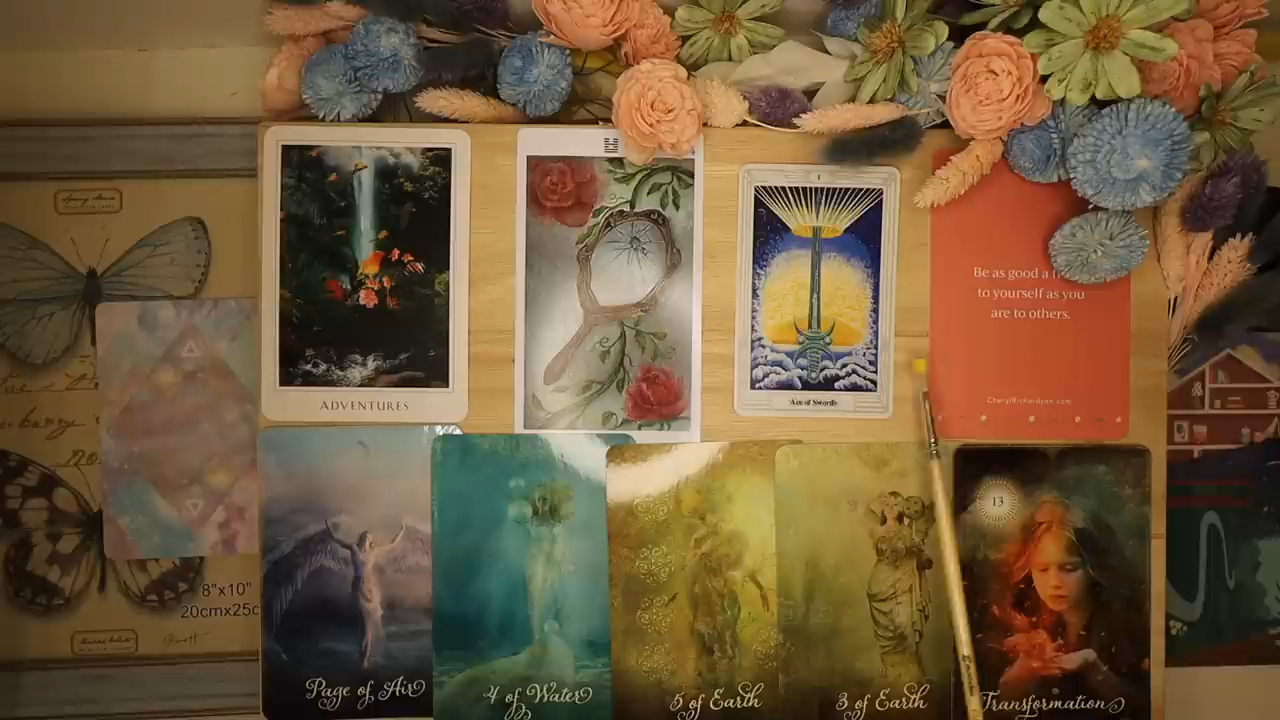 ADVENTURES
I
Ace of Swords
Be as good a
to yourself as you
are to others.
CherylRichardson.com
8"x10"
20cmx25c
Page of Air
4 of Water
5 of Earth
3 of Earth
13
Transformation